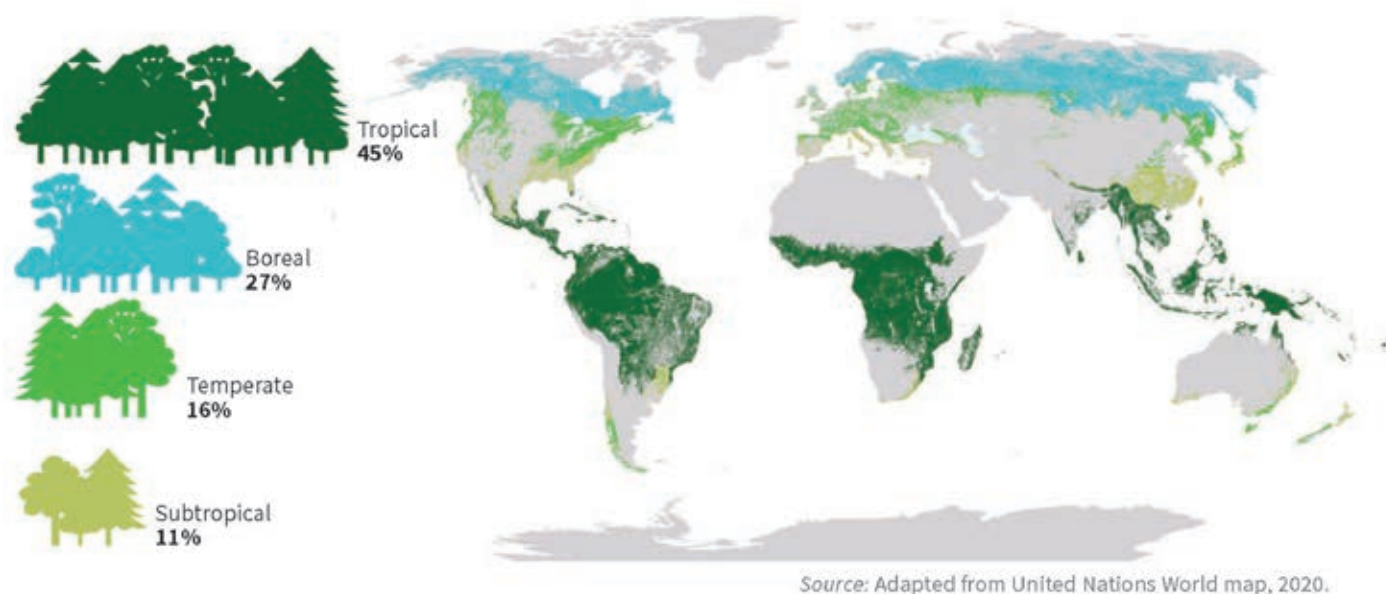 Tropical
45%
Boreal
27%
Temperate
16%
Subtropical
11%
Source: Adapted from United Nations World map, 2020.